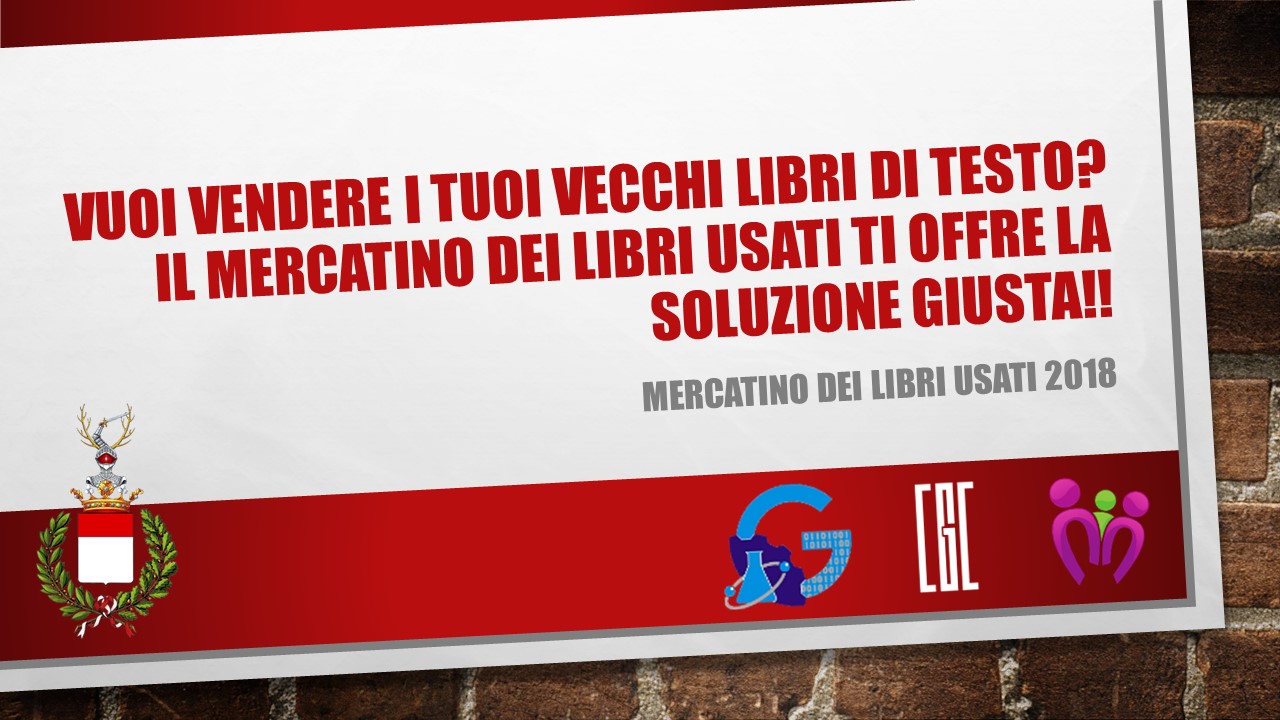 VUOI VENDERE I TUOI VECCHI LIBRI DI TESTO?
IL MERCATINO DEI LIBRI USATI TI OFFRE LA
SOLUZIONE GIUSTA!!
MERCATINO DEI LIBRI USATI 2018
CGC